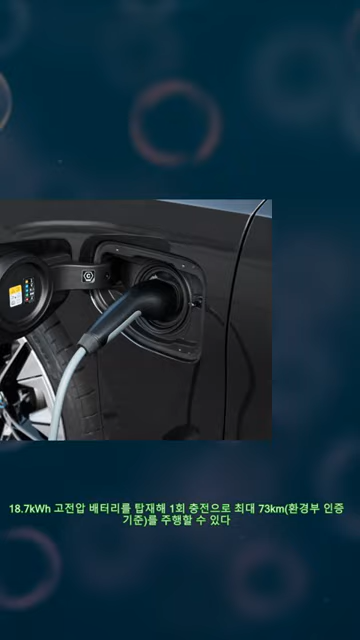 18.7kWh 고전압 배터리를 탑재해 1회 충전으로 최대 73km(환경부 인증
기준)를 주행할 수 있다